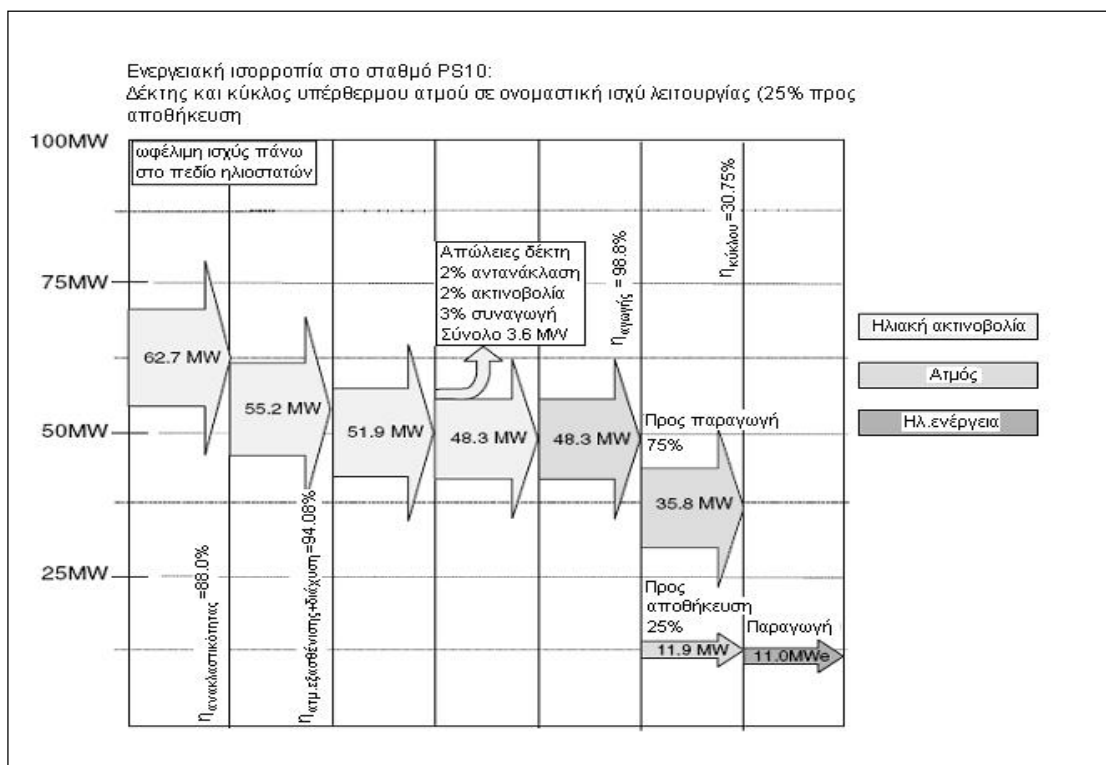 Ενεργειακή ισορροπία στο σταθμό PS10:
Δέκτης και κύκλος υπέρθερμου ατμού σε ονομαστική ισχύ λειτουργίας (25% προς
αποθήκευση
100MW
ωφέλιμη ισχύς πάνω
στο πεδίο ηλιοστατών
75MW
50MW
25MW
62.7 MW
ηανακλαστικότητας =88.0%
55.2 MW
ηατμ.εξασθένισης+διάχυση =94.08%
51.9 MW
Απώλειες δέκτη
2% αντανάκλαση
2% ακτινοβολία
3% συναγωγή
Σύνολο 3.6 MW
48.3 MW
48.3 MW
ηαγωγής = 98.8%
Προς παραγωγή
75%
35.8 MW
ηκύκλου =30.75%
Προς
αποθήκευση
25%
11.9 MW
Παραγωγή
11.0MWe
Ηλιακή ακτινοβολία
Ατμός
Ηλ.ενέργεια